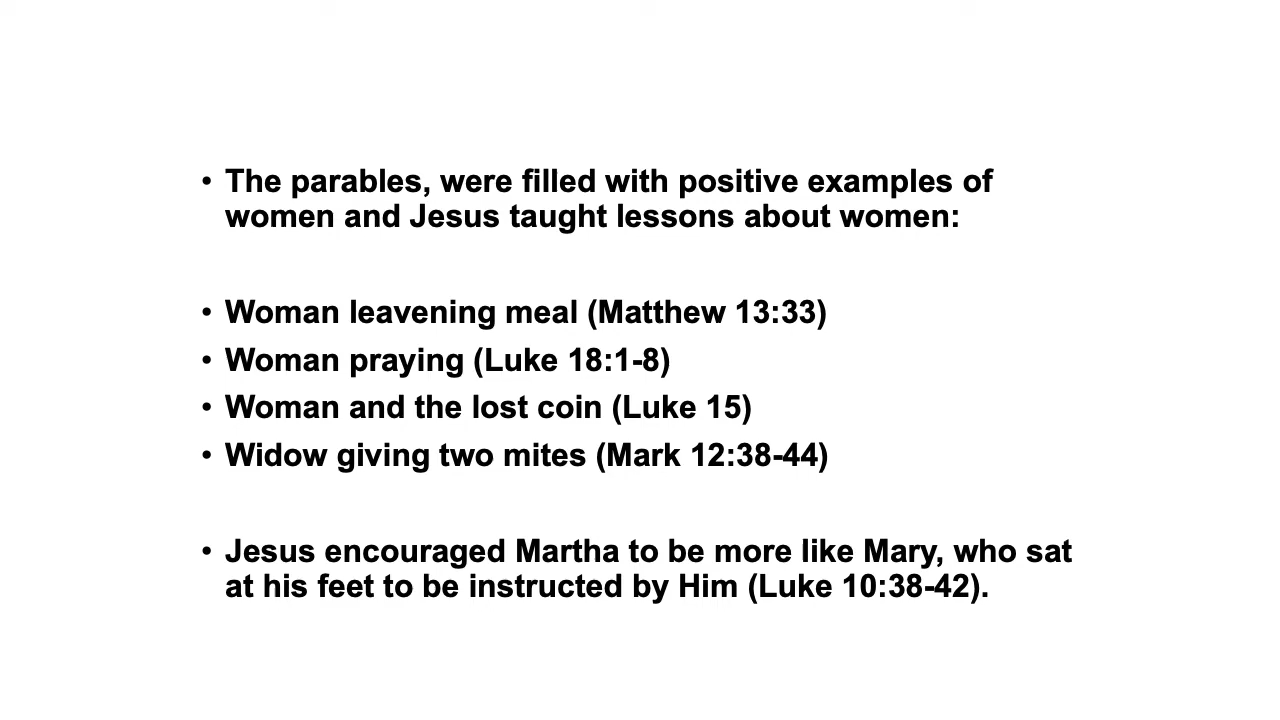 • The parables, were filled with positive examples of
women and Jesus taught lessons about women:
• Woman leavening meal (Matthew 13:33)
• Woman praying (Luke 18:1-8)
• Woman and the lost coin (Luke 15)
• Widow giving two mites (Mark 12:38-44)
• Jesus encouraged Martha to be more like Mary, who sat
at his feet to be instructed by Him (Luke 10:38-42).